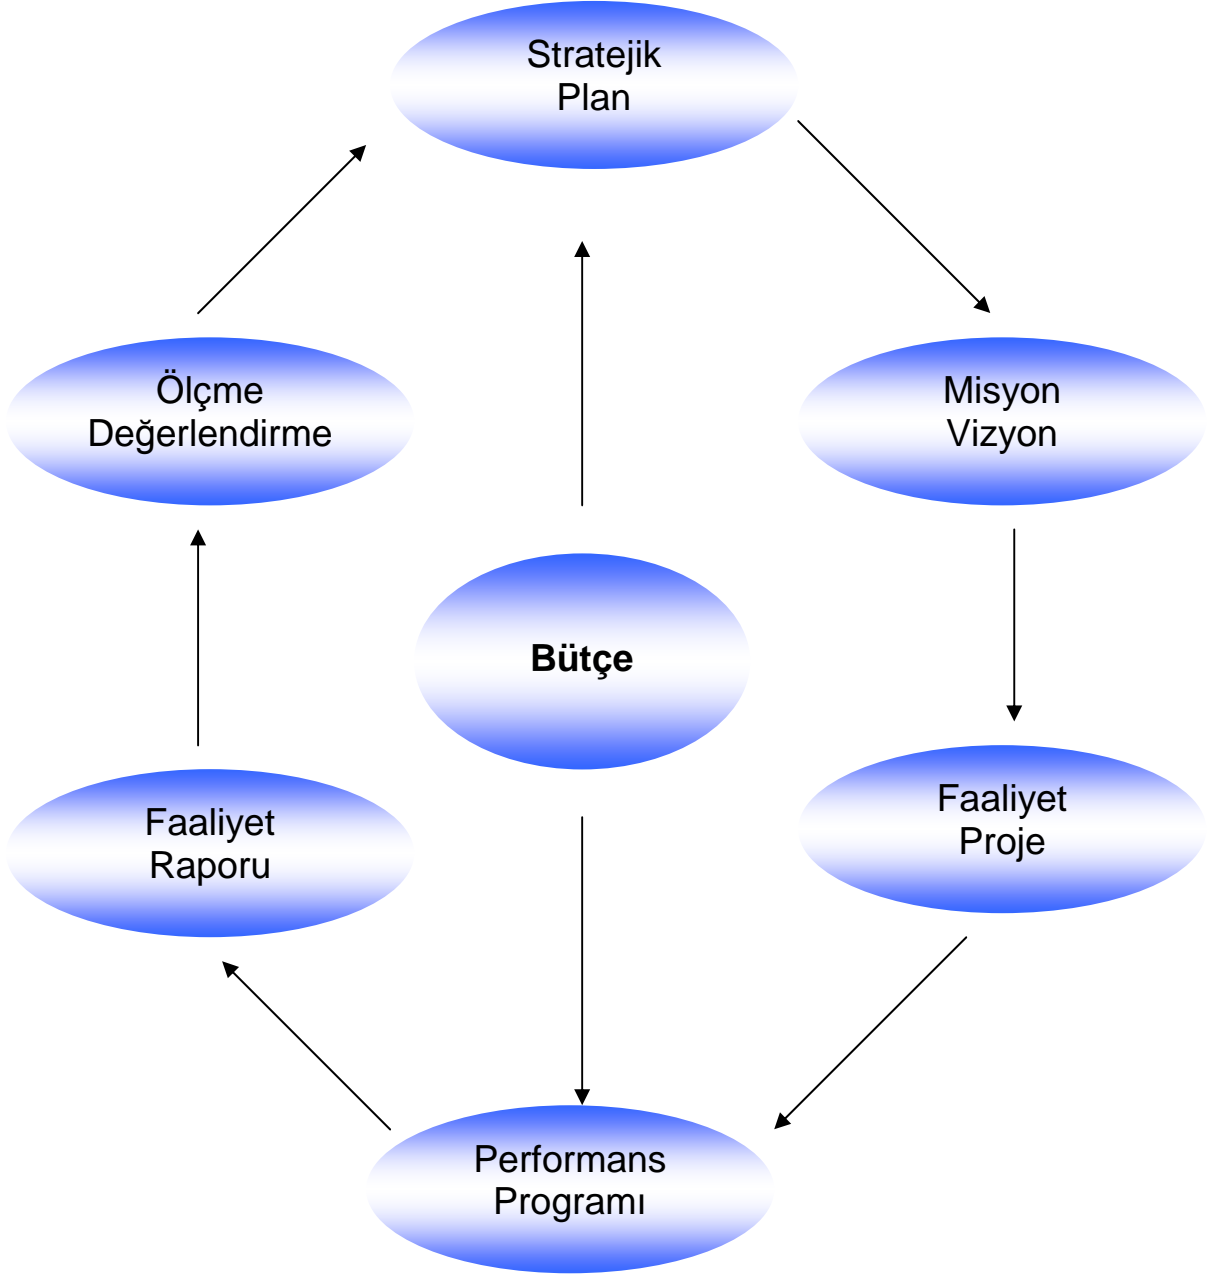 Stratejik
Plan
Ölçme
Değerlendirme
Misyon
Vizyon
Bütçe
Faaliyet
Raporu
Faaliyet
Proje
Performans
Programı